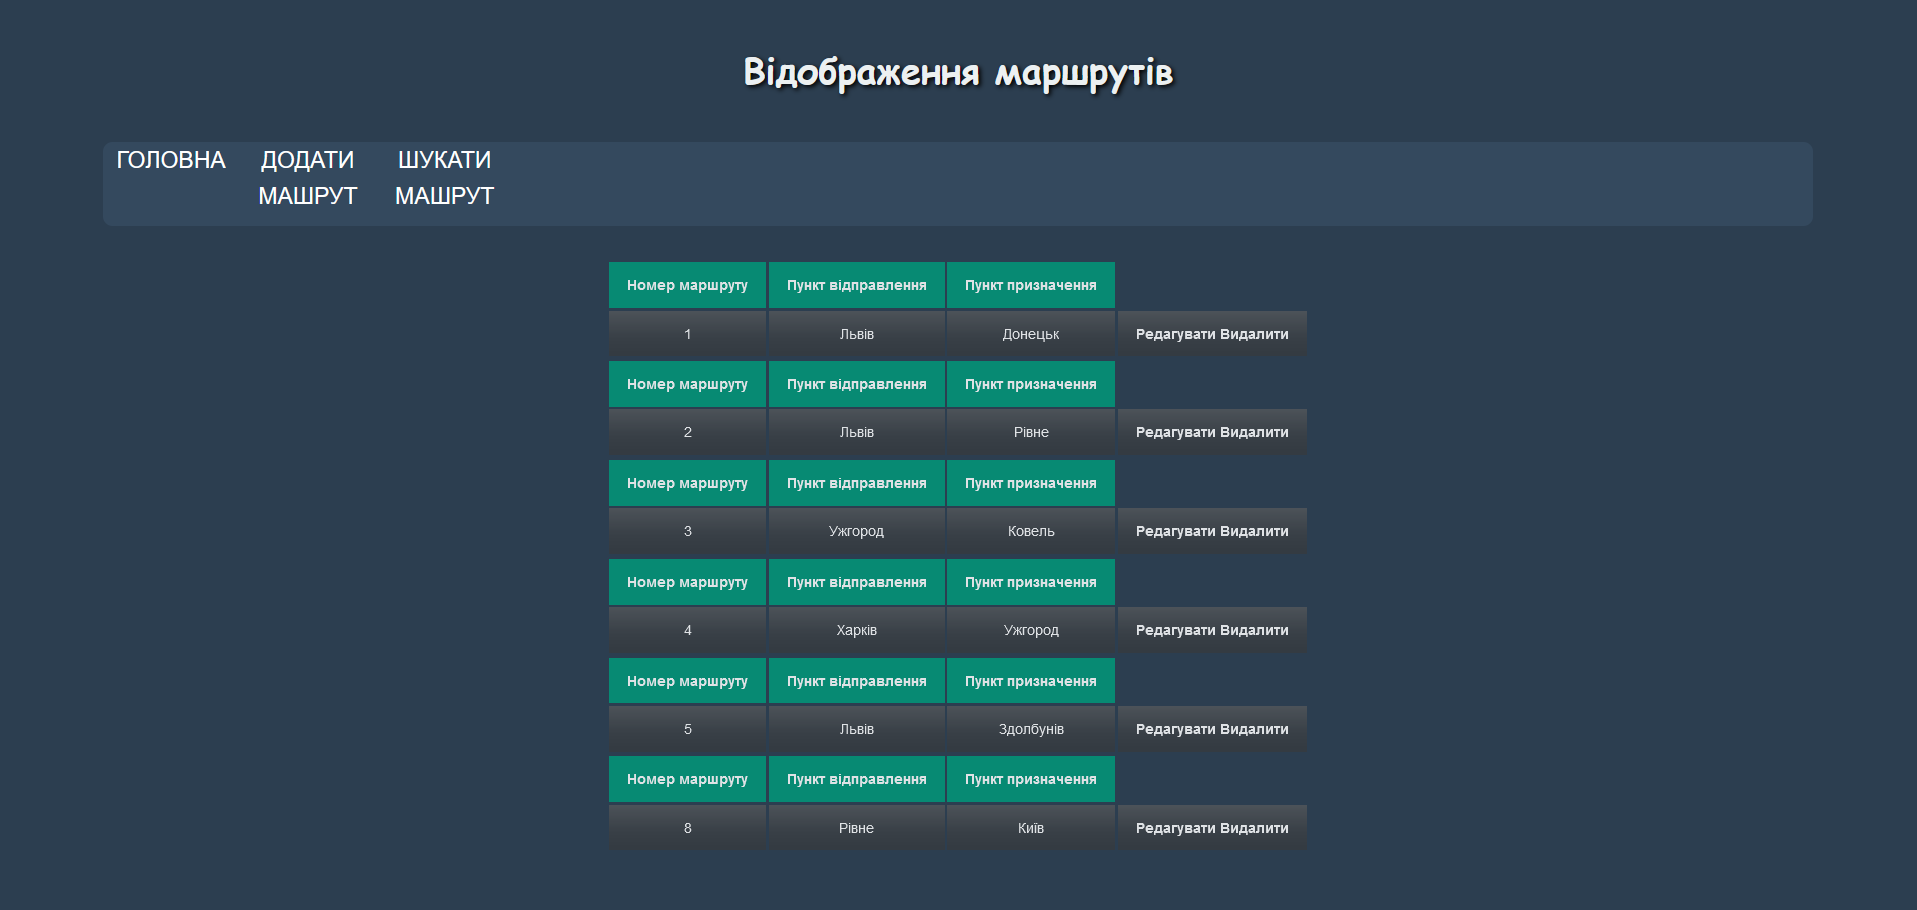 Відображення маршрутів
ГОЛОВНА ДОДАТИ ШУКАТИ
МАШРУТ МАШРУТ
Номер маршруту Пункт відправлення Пункт призначення
1 Львів Донецьк Редагувати Видалити
Номер маршруту Пункт відправлення Пункт призначення
2 Львів Рівне Редагувати Видалити
Номер маршруту Пункт відправлення Пункт призначення
3 Ужгород Ковель Редагувати Видалити
Номер маршруту Пункт відправлення Пункт призначення
4 Харків Ужгород Редагувати Видалити
Номер маршруту Пункт відправлення Пункт призначення
5 Львів Здолбунів Редагувати Видалити
Номер маршруту Пункт відправлення Пункт призначення
8 Рівне Київ Редагувати Видалити